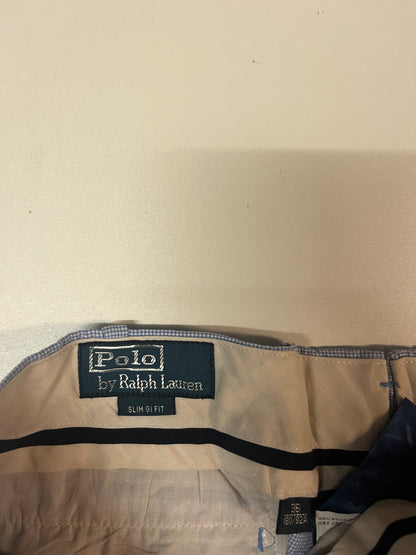 Polo
by Ralph Lauren
SLIM GI FIT
36
180/92A